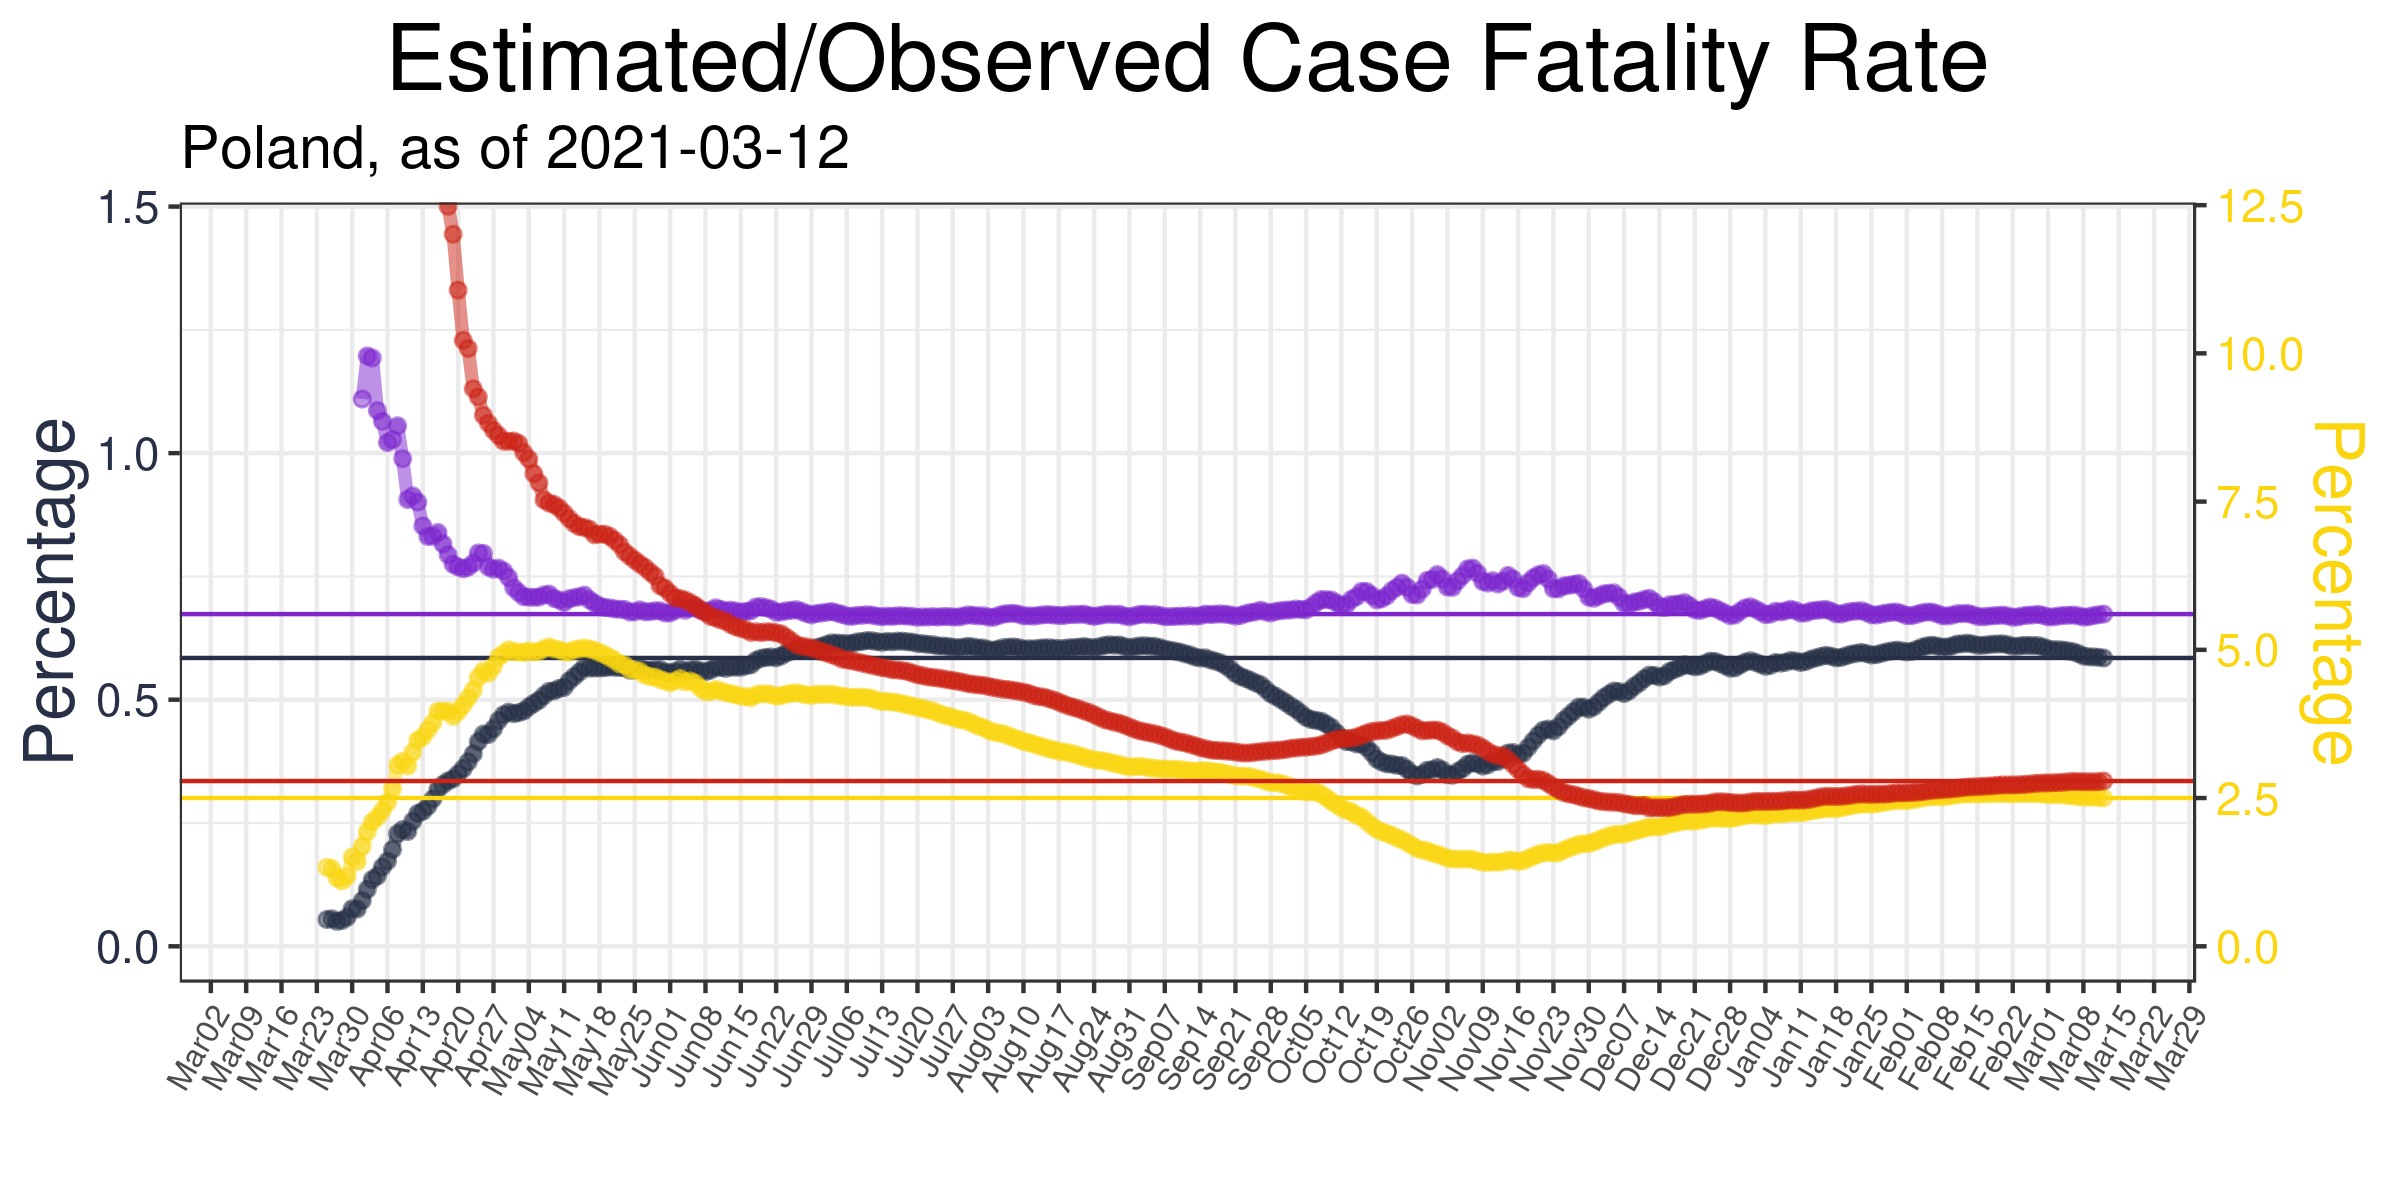 Estimated/Observed Case Fatality Rate
Poland, as of 2021-03-12
Percentage
1.5
1.0
0.5
0.0
12.5
10.0
7.5
5.0
2.5
0.0
Percentage
Mar02
Mar09
Mar16
Mar23
Mar30
Apr06
Apr13
Apr20
Apr27
May04
May11
May18
May25
Jun01
Jun08
Jun15
Jun22
Jun29
Jul06
Jul13
Jul20
Jul27
Aug03
Aug10
Aug17
Aug24
Aug31
Sep07
Sep14
Sep21
Sep28
Oct05
Oct12
Oct19
Oct26
Nov02
Nov09
Nov16
Nov23
Nov30
Dec07
Dec14
Dec21
Dec28
Dec04
Jan11
Jan18
Jan25
Feb01
Feb08
Feb15
Feb22
Mar01
Mar08
Mar15
Mar22
Mar29